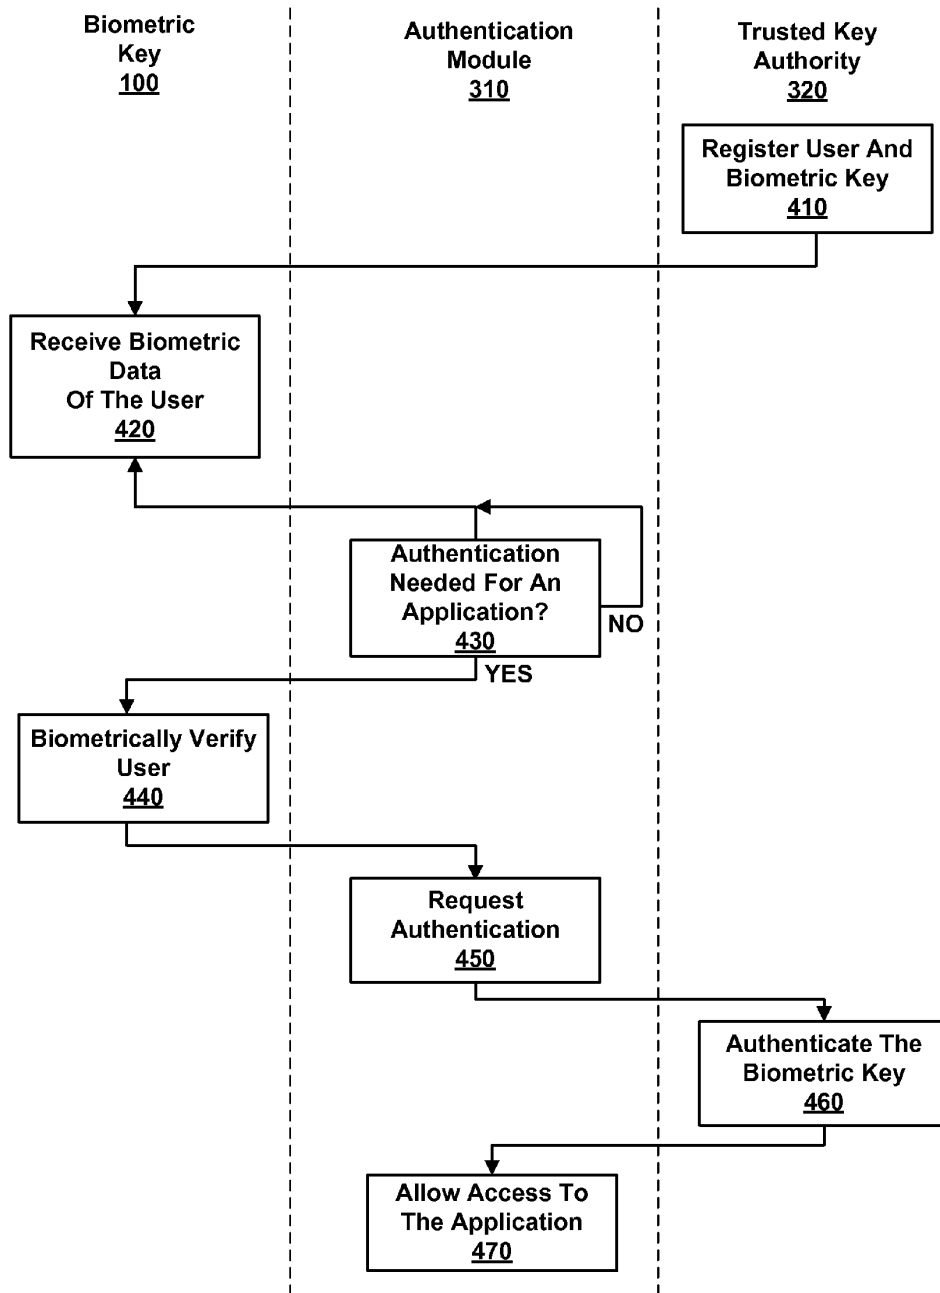 Biometric
Key
100
Authentication
Module
310
Trusted Key
Authority
320
Register User And
Biometric Key
410
Receive Biometric
Data
Of The User
420
Authentication
Needed For An
Application?
430
NO
YES
Biometrically Verify
User
440
Request
Authentication
450
Authenticate The
Biometric Key
460
Allow Access To
The Application
470